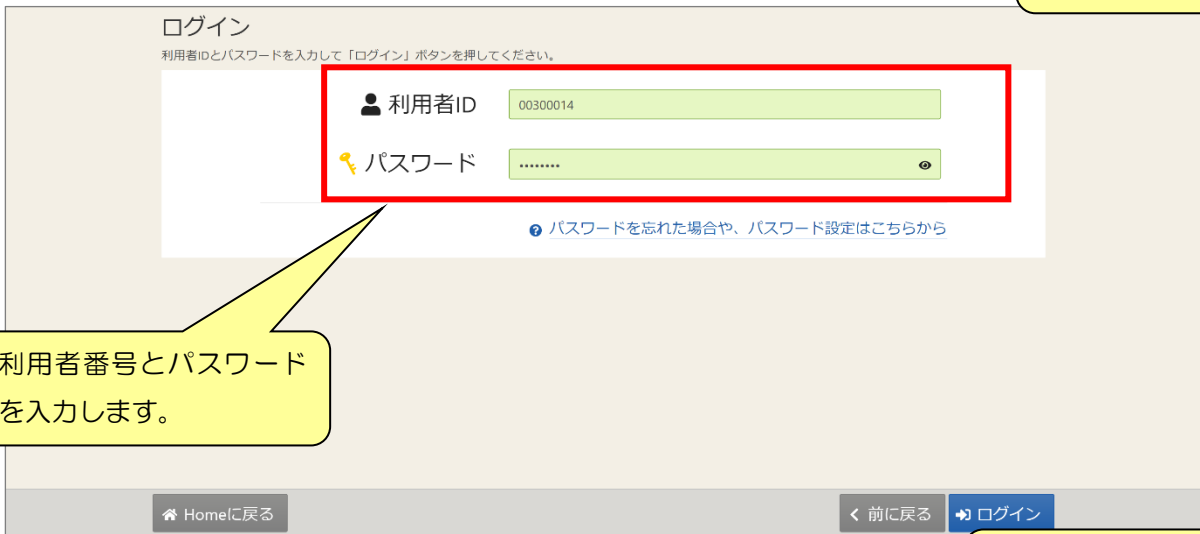 ログイン
利用者IDとパスワードを入力して「ログイン」ボタンを押してください。
利用者ID
00300014
パスワード
••••••••
パスワードを忘れた場合や、パスワード設定はこちらから
利用者番号とパスワード
を入力します。
Homeに戻る
前に戻る
ログイン